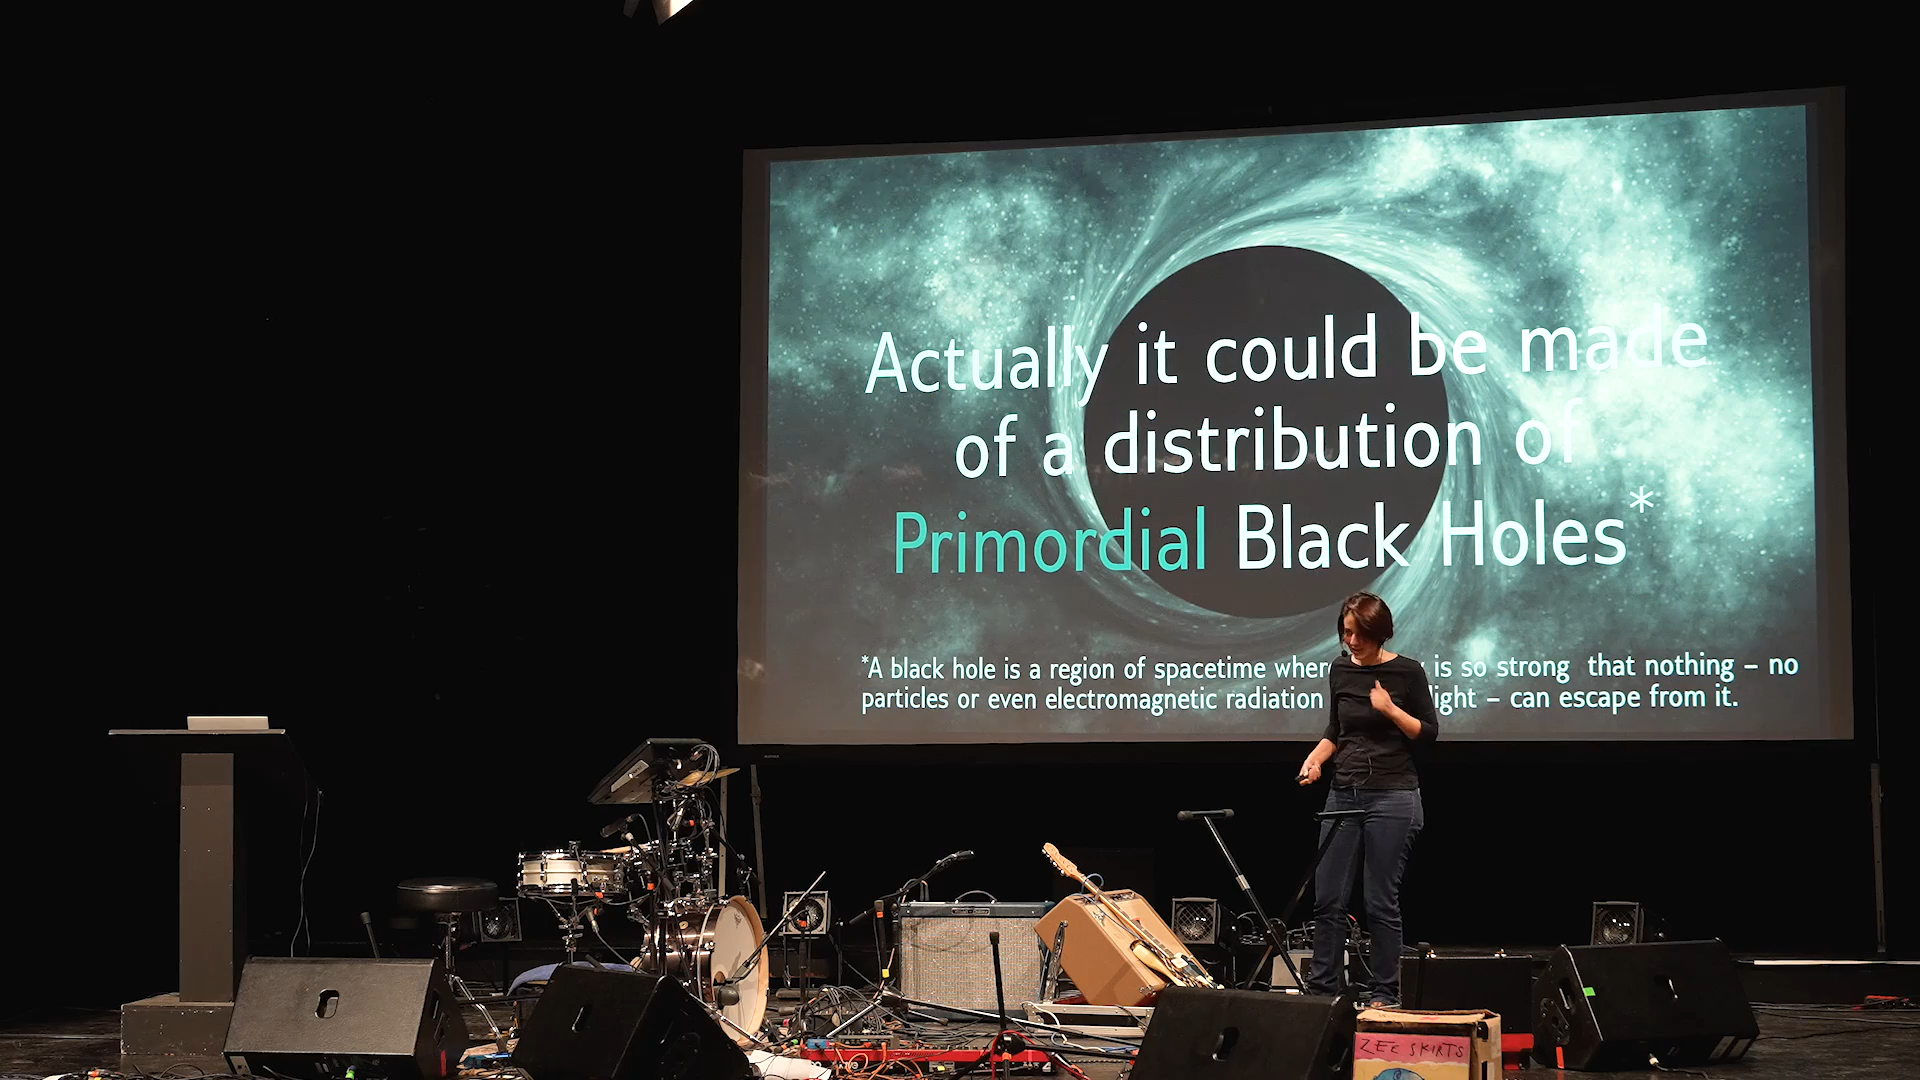 Actually it could be made
of a distribution of
Primordial Black Holes*
*A black hole is a region of spacetime where is so strong that nothing – no
particles or even electromagnetic radiation light – can escape from it.
ZEE SKIRTS